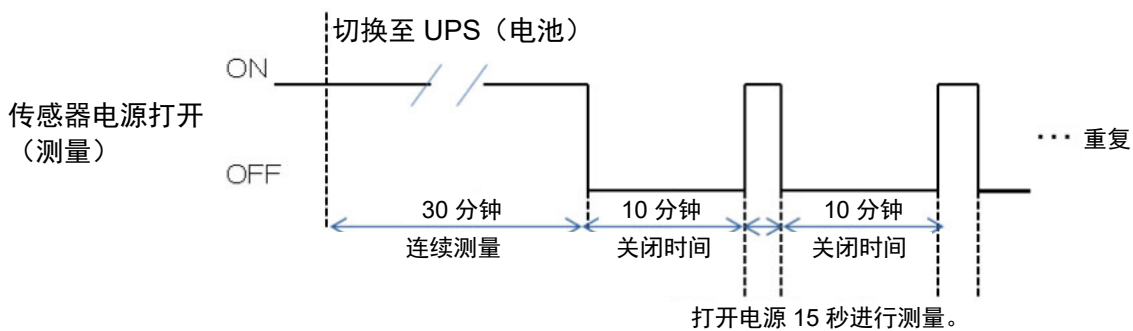 切换至 UPS（电池）
ON
传感器电源打开
（测量）
··· 重复
OFF
30 分钟
10 分钟
10 分钟
连续测量
关闭时间
关闭时间
打开电源 15 秒进行测量。